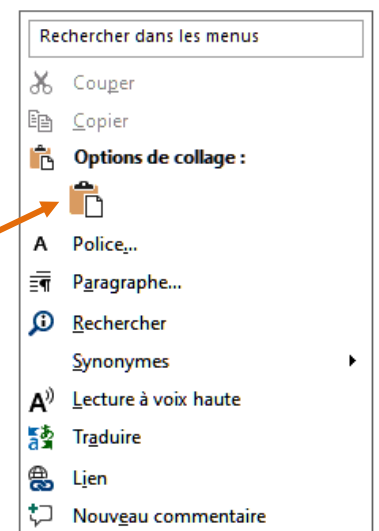 Rechercher dans les menus
Couper
Copier
Options de collage :
Police...
Paragraphe...
Rechercher
Synonymes
Lecture à voix haute
Traduire
Lien
Nouveau commentaire